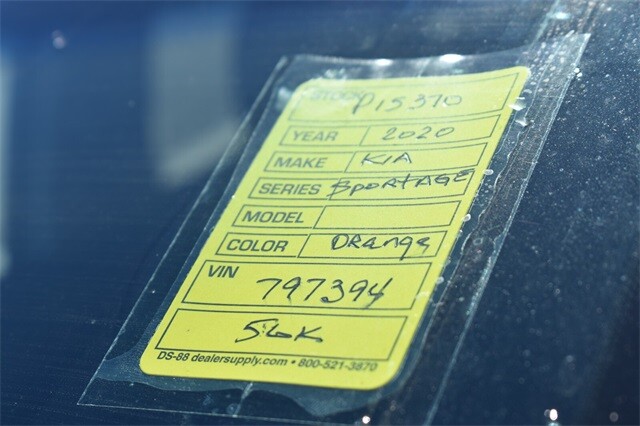 STOCK P15370
YEAR 2020
MAKE KIA
SERIES SPORTAGE
MODEL
COLOR Orange
VIN
797394
56K
DS-88 dealersupply.com • 800-521-3870